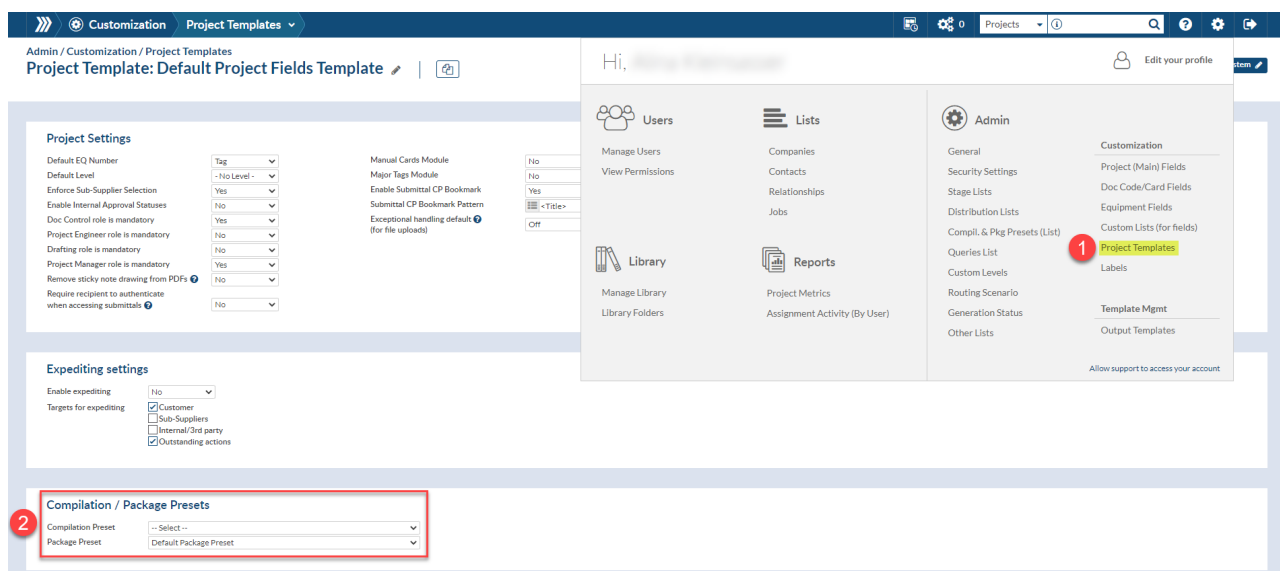 Customization Project Templates 0 Projects
Admin / Customization / Project Templates
Project Template: Default Project Fields Template
stem
Hi,
Edit your profile
Users
Manage Users
View Permissions
Lists
Companies
Contacts
Relationships
Jobs
Library
Manage Library
Library Folders
Reports
Project Metrics
Assignment Activity (By User)
Admin
General
Security Settings
Stage Lists
Distribution Lists
Compil. & Pkg Presets (List)
Queries List
Custom Levels
Routing Scenario
Generation Status
Other Lists
Customization
Project (Main) Fields
Doc Code/Card Fields
Equipment Fields
Custom Lists (for fields)
1 Project Templates
Labels
Template Mgmt
Output Templates
Allow support to access your account
Project Settings
Default EQ Number Tag
Default Level - No Level -
Enforce Sub-Supplier Selection Yes
Enable Internal Approval Statuses No
Doc Control role is mandatory Yes
Project Engineer role is mandatory No
Drafting role is mandatory No
Project Manager role is mandatory Yes
Remove sticky note drawing from PDFs ? No
Require recipient to authenticate
when accessing submittals ? No
Manual Cards Module No
Major Tags Module No
Enable Submittal CP Bookmark Yes
Submittal CP Bookmark Pattern <Title>
Exceptional handling default ? Off
(for file uploads)
Expediting settings
Enable expediting No
Targets for expediting Customer
Sub-Suppliers
Internal/3rd party
Outstanding actions
2
Compilation / Package Presets
Compilation Preset -- Select --
Package Preset Default Package Preset